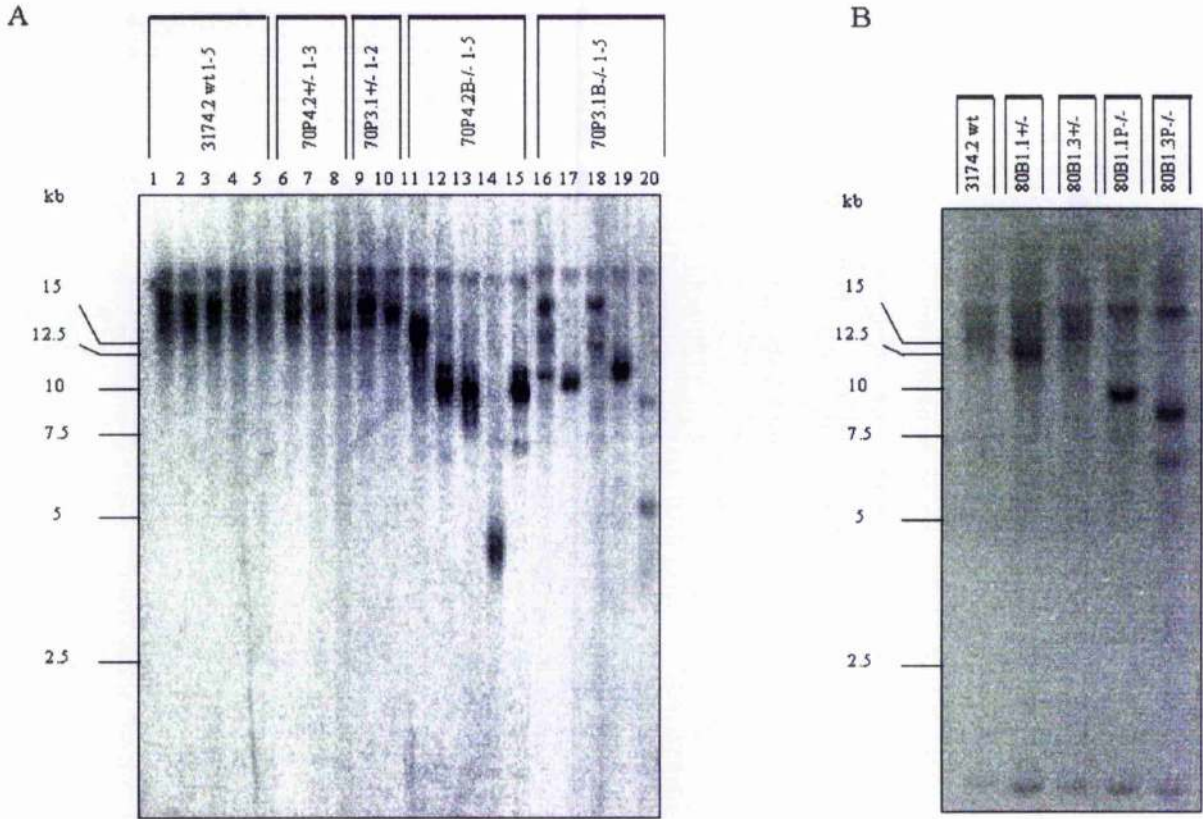 A
B
3174.2 wt 1-5
70P4.2+/- 1-3
70P3.1+/- 1-2
70P4.2B-/- 1-5
70P3.1B-/- 1-5
1 2 3 4 5 6 7 8 9 10 11 12 13 14 15 16 17 18 19 20
kb
15
12.5
10
7.5
5
2.5
3174.2 wt
80B1.1+/-
80B1.3+/-
80B1.1P-/-
80B1.3P-/-
kb
15
12.5
10
7.5
5
2.5